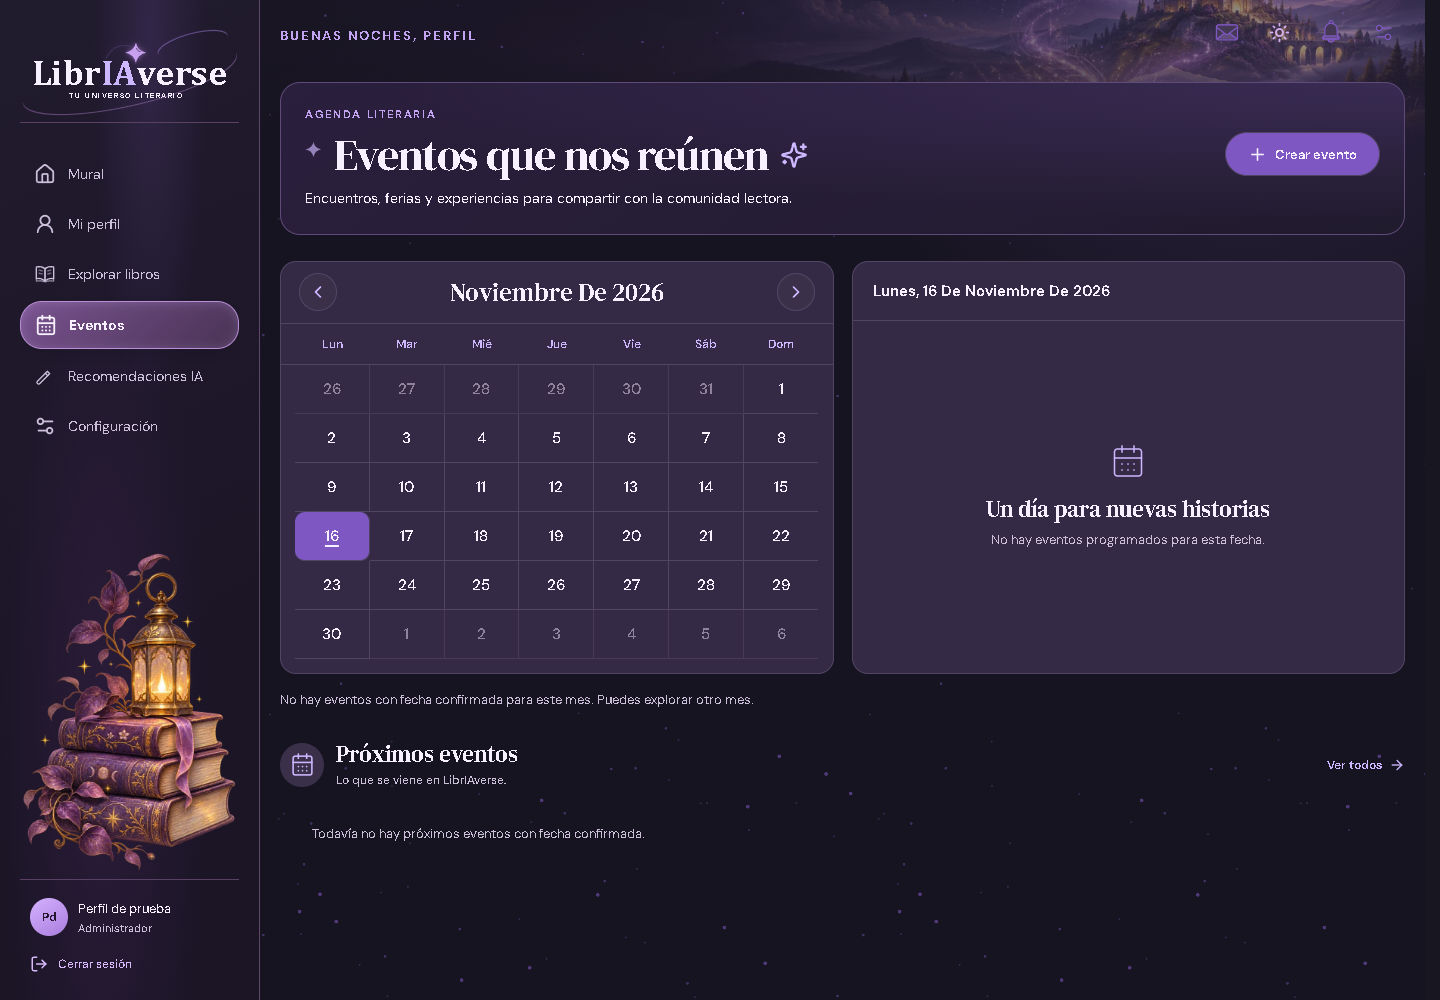 LibrIAverse
TU UNIVERSO LITERARIO
Mural
Mi perfil
Explorar libros
Eventos
Recomendaciones IA
Configuración
Pd
Perfil de prueba
Administrador
Cerrar sesión
BUENAS NOCHES, PERFIL
AGENDA LITERARIA
Eventos que nos reúnen
Encuentros, ferias y experiencias para compartir con la comunidad lectora.
Crear evento
Noviembre De 2026
Lun Mar Mié Jue Vie Sáb Dom
26 27 28 29 30 31 1
2 3 4 5 6 7 8
9 10 11 12 13 14 15
16 17 18 19 20 21 22
23 24 25 26 27 28 29
30 1 2 3 4 5 6
Lunes, 16 De Noviembre De 2026
Un día para nuevas historias
No hay eventos programados para esta fecha.
No hay eventos con fecha confirmada para este mes. Puedes explorar otro mes.
Próximos eventos
Lo que se viene en LibrIAverse.
Ver todos
Todavía no hay próximos eventos con fecha confirmada.